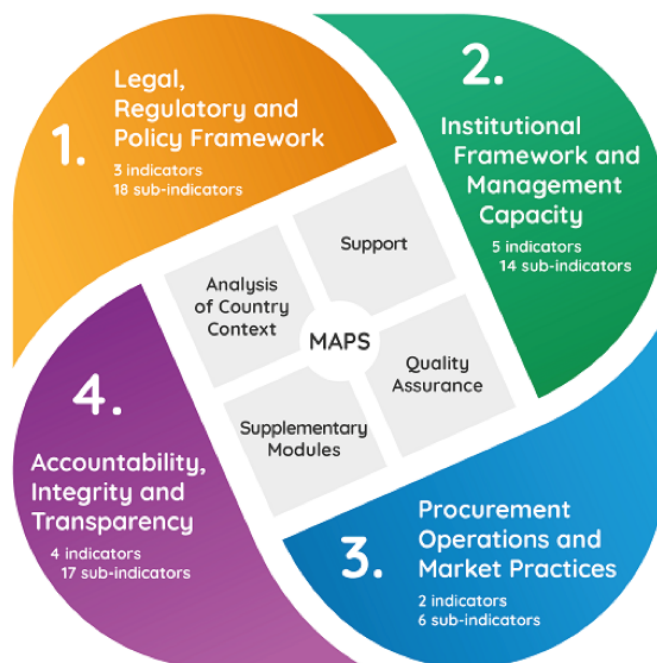 1.
Legal,
Regulatory and
Policy Framework
3 indicators
18 sub-indicators
2.
Institutional
Framework and
Management
Capacity
5 indicators
14 sub-indicators
Support
Analysis
of Country
Context
MAPS
Quality
Assurance
Supplementary
Modules
3.
Procurement
Operations and
Market Practices
2 indicators
6 sub-indicators
4.
Accountability,
Integrity and
Transparency
4 indicators
17 sub-indicators